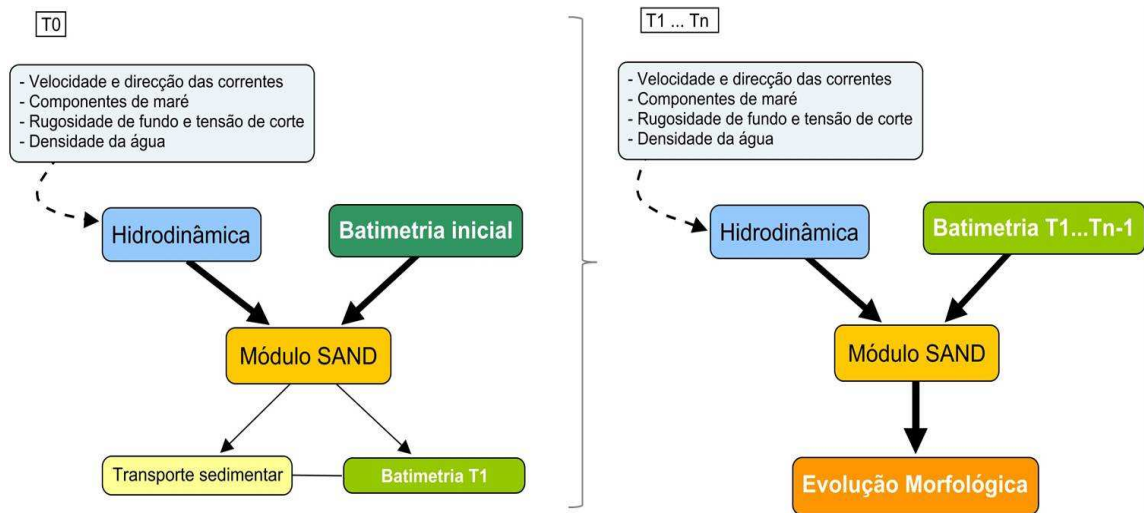 T0
- Velocidade e direcção das correntes
- Componentes de maré
- Rugosidade de fundo e tensão de corte
- Densidade da água
Hidrodinâmica
Batimetria inicial
Módulo SAND
Transporte sedimentar
Batimetria T1
T1 ... Tn
- Velocidade e direcção das correntes
- Componentes de maré
- Rugosidade de fundo e tensão de corte
- Densidade da água
Hidrodinâmica
Batimetria T1...Tn-1
Módulo SAND
Evolução Morfológica